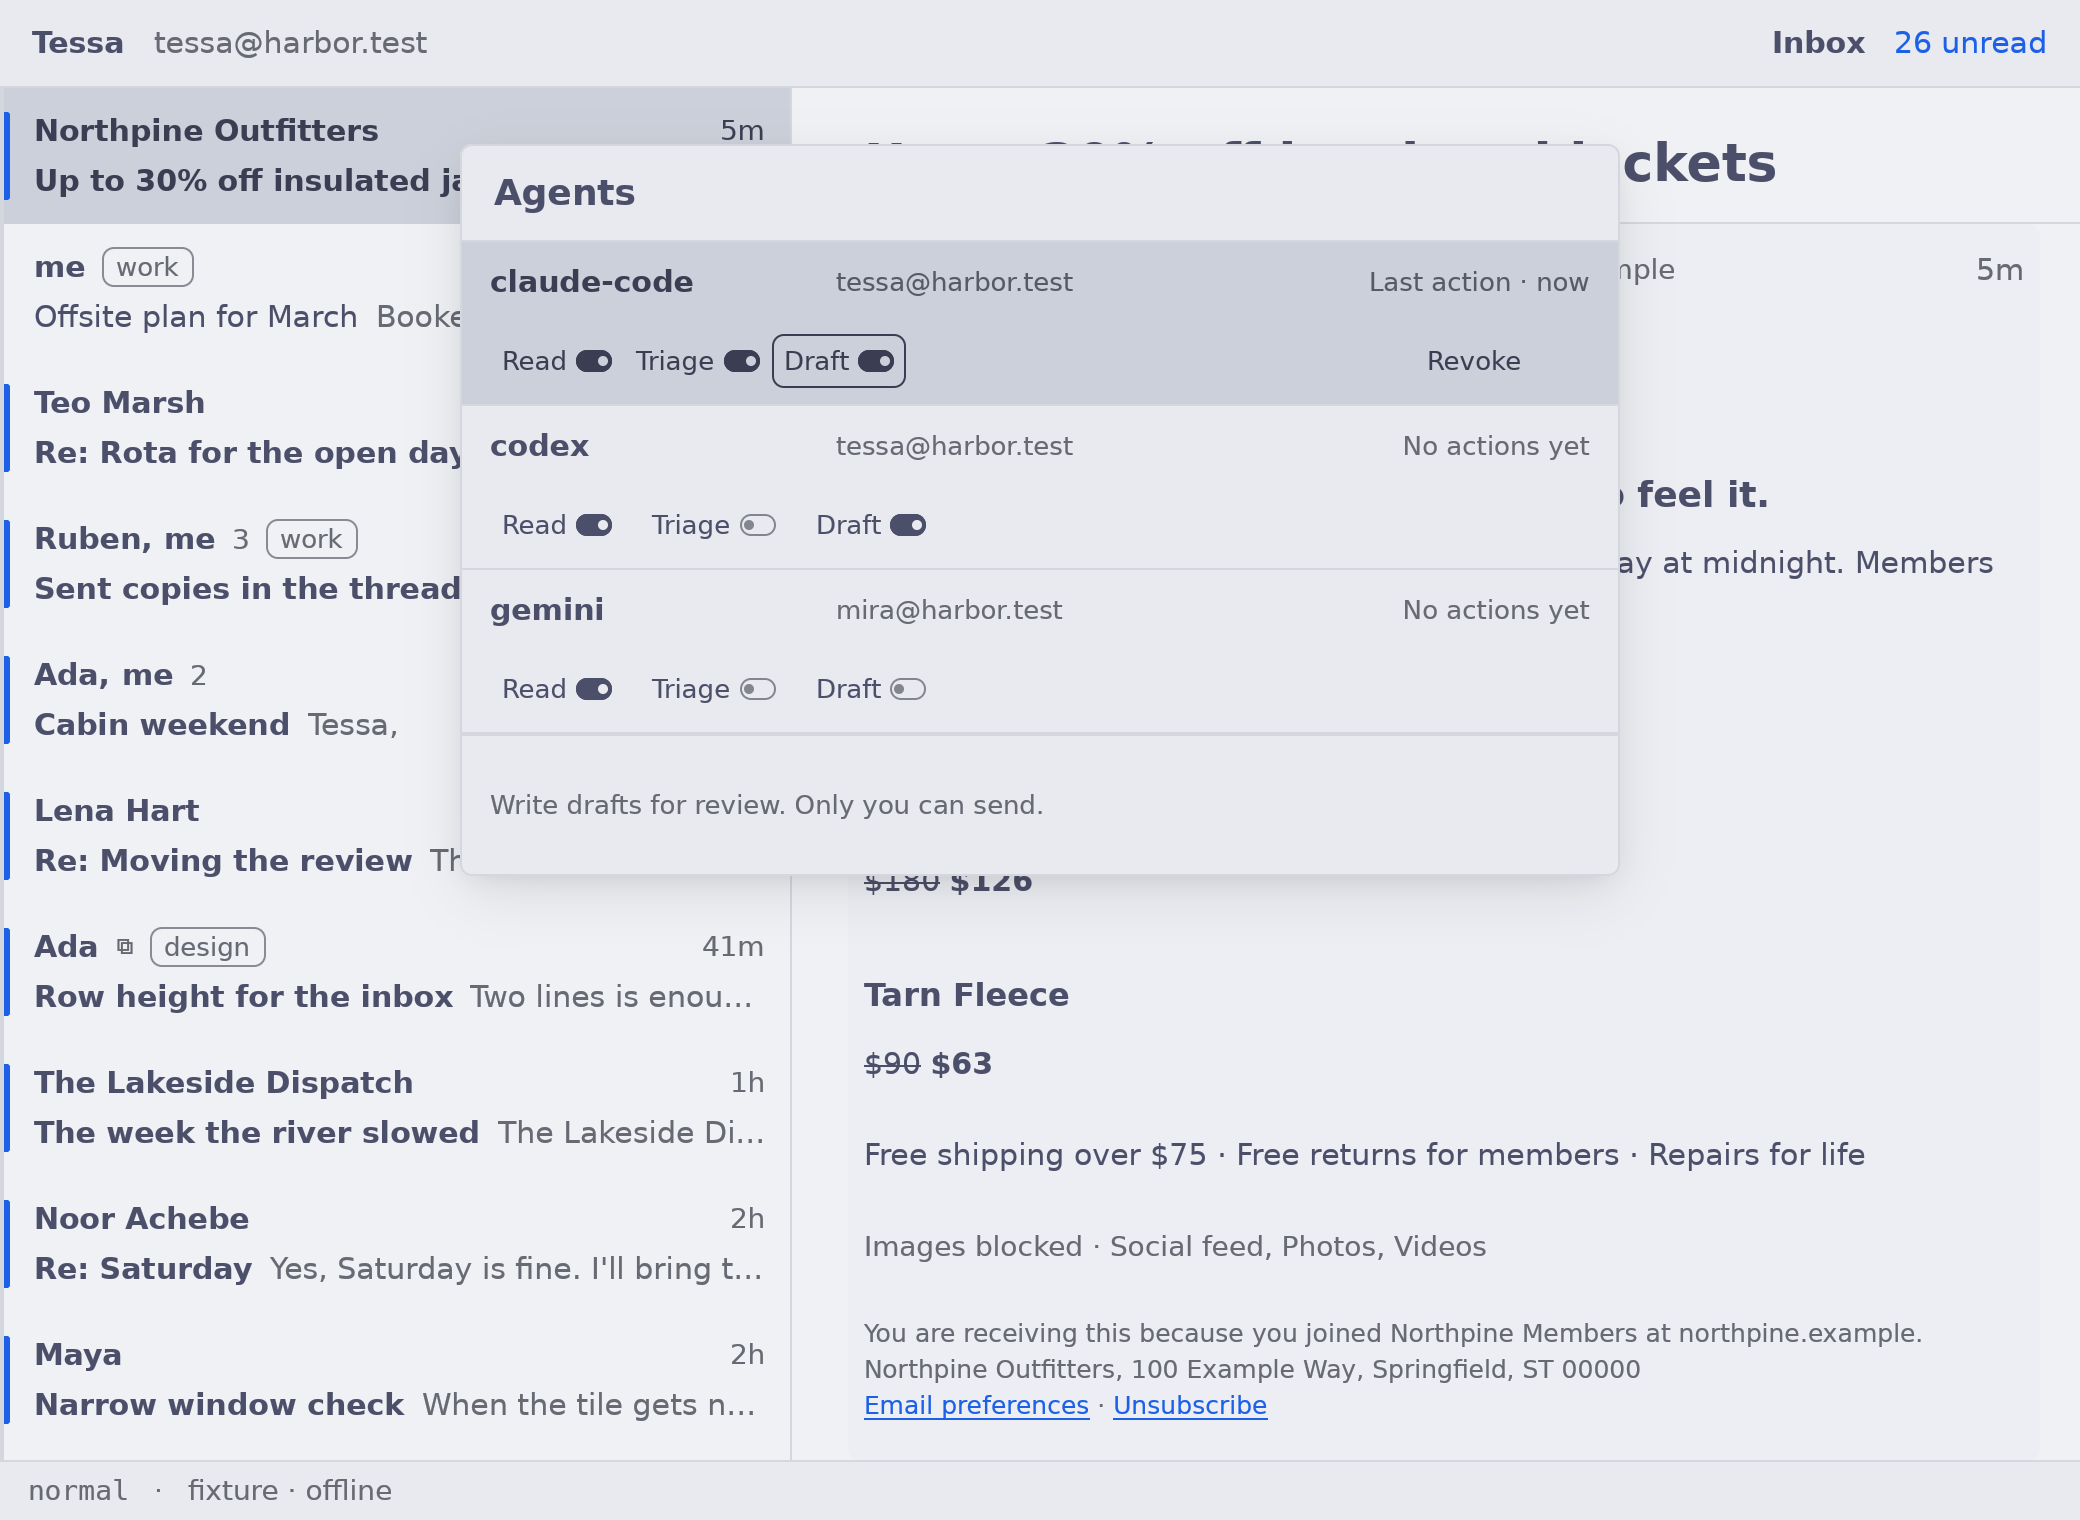 Tessa tessa@harbor.test
Inbox 26 unread
Northpine Outfitters 5m
Up to 30% off insulated
me work
Offsite plan for March
Teo Marsh
Re: Rota for the open day
Ruben, me 3 work
Sent copies in the thread
Ada, me 2
Cabin weekend Tessa,
Lena Hart
Re: Moving the review
Ada design 41m
Row height for the inbox Two lines is enou…
The Lakeside Dispatch 1h
The week the river slowed The Lakeside Di…
Noor Achebe 2h
Re: Saturday Yes, Saturday is fine. I'll bring t…
Maya 2h
Narrow window check When the tile gets n…
Agents
claude-code tessa@harbor.test Last action · now
Read Triage Draft Revoke
codex tessa@harbor.test No actions yet
Read Triage Draft
gemini mira@harbor.test No actions yet
Read Triage Draft
Write drafts for review. Only you can send.
5m
feel it.
at midnight. Members
$180 $126
Tarn Fleece
$90 $63
Free shipping over $75 · Free returns for members · Repairs for life
Images blocked · Social feed, Photos, Videos
You are receiving this because you joined Northpine Members at northpine.example.
Northpine Outfitters, 100 Example Way, Springfield, ST 00000
Email preferences · Unsubscribe
normal · fixture · offline